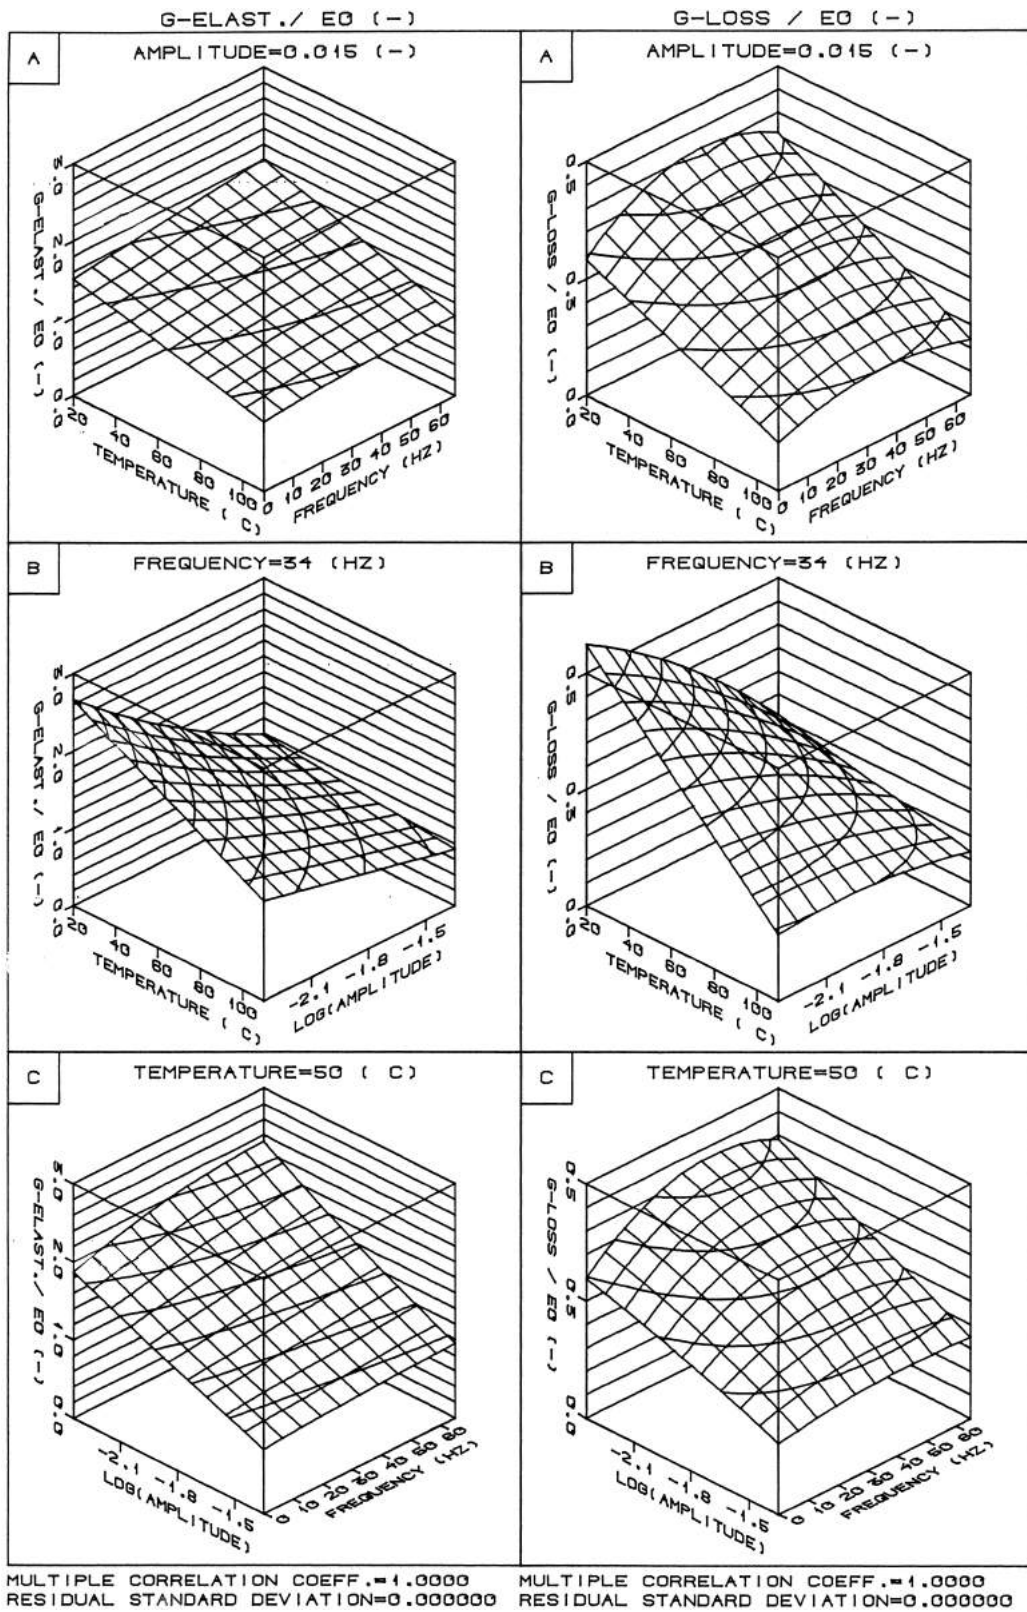 G-ELAST./ E0 (-)
G-LOSS / E0 (-)
A
AMPLITUDE=0.015 (-)
3.0
2.0
1.0
0.0
G-ELAST./ E0 (-)
20 40 60 80 100
TEMPERATURE ( C)
0 10 20 30 40 50 60
FREQUENCY (HZ)
A
AMPLITUDE=0.015 (-)
0.5
0.3
0.0
G-LOSS / E0 (-)
20 40 60 80 100
TEMPERATURE ( C)
0 10 20 30 40 50 60
FREQUENCY (HZ)
B
FREQUENCY=34 (HZ)
3.0
2.0
1.0
0.0
G-ELAST./ E0 (-)
20 40 60 80 100
TEMPERATURE ( C)
-2.1 -1.8 -1.5
LOG(AMPLITUDE)
B
FREQUENCY=34 (HZ)
0.5
0.3
0.0
G-LOSS / E0 (-)
20 40 60 80 100
TEMPERATURE ( C)
-2.1 -1.8 -1.5
LOG(AMPLITUDE)
C
TEMPERATURE=50 ( C)
3.0
2.0
1.0
0.0
G-ELAST./ E0 (-)
-2.1 -1.8 -1.5
LOG(AMPLITUDE)
0 10 20 30 40 50 60
FREQUENCY (HZ)
C
TEMPERATURE=50 ( C)
0.5
0.3
0.0
G-LOSS / E0 (-)
-2.1 -1.8 -1.5
LOG(AMPLITUDE)
0 10 20 30 40 50 60
FREQUENCY (HZ)
MULTIPLE CORRELATION COEFF.=1.0000
RESIDUAL STANDARD DEVIATION=0.000000
MULTIPLE CORRELATION COEFF.=1.0000
RESIDUAL STANDARD DEVIATION=0.000000